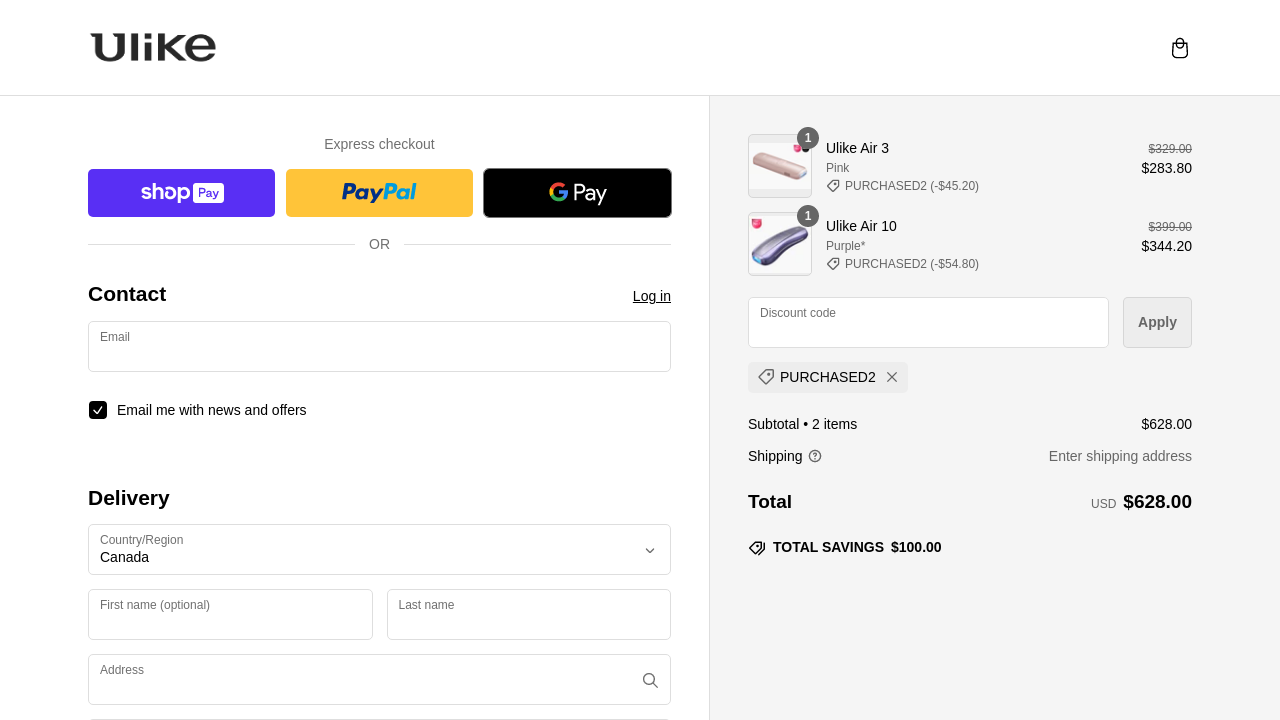 Ulike
Express checkout
shop Pay
PayPal
G Pay
OR
Contact
Log in
Email
Email me with news and offers
Delivery
Country/Region
Canada
First name (optional)
Last name
Address
1
Ulike Air 3
$329.00
Pink
$283.80
PURCHASED2 (-$45.20)
1
Ulike Air 10
$399.00
Purple*
$344.20
PURCHASED2 (-$54.80)
Discount code
Apply
PURCHASED2
Subtotal • 2 items
$628.00
Shipping
Enter shipping address
Total
USD $628.00
TOTAL SAVINGS $100.00